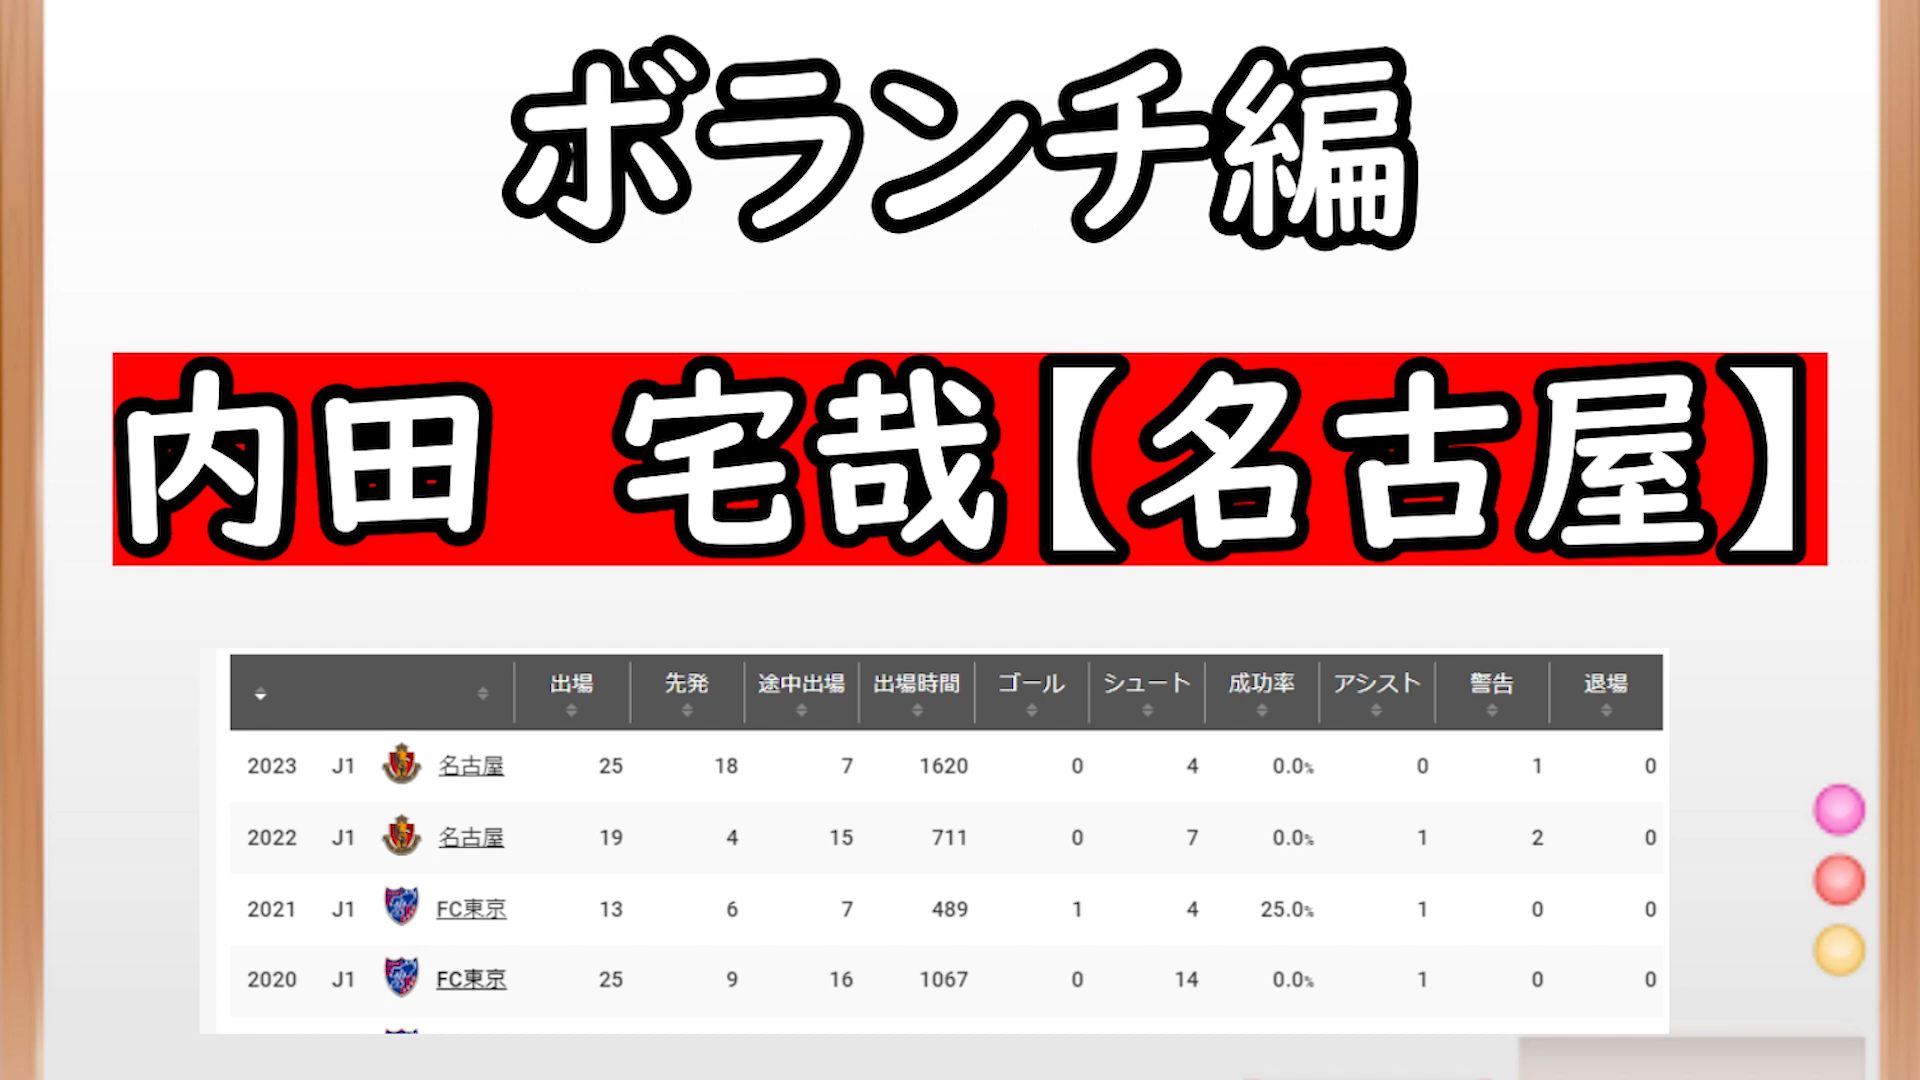 ボランチ編
内田 宅哉【名古屋】
出場 先発 途中出場 出場時間 ゴール シュート 成功率 アシスト 警告 退場
2023 J1 名古屋 25 18 7 1620 0 4 0.0% 0 1 0
2022 J1 名古屋 19 4 15 711 0 7 0.0% 1 2 0
2021 J1 FC東京 13 6 7 489 1 4 25.0% 1 0 0
2020 J1 FC東京 25 9 16 1067 0 14 0.0% 1 0 0